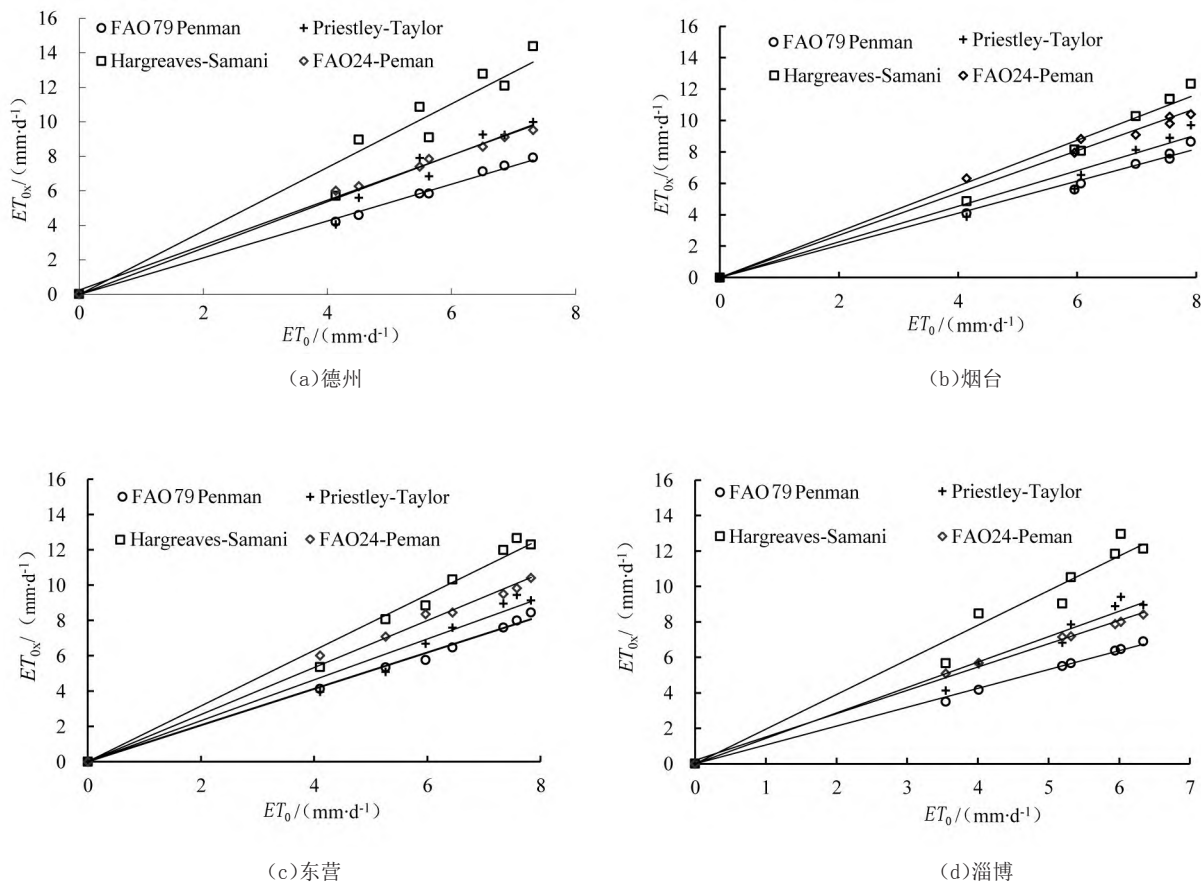 16
14
12
10
8
6
4
2
0
ET₀ₓ/(mm·d⁻¹)
FAO 79 Penman
Priestley-Taylor
Hargreaves-Samani
FAO24-Peman
0 2 4 6 8
ET₀/(mm·d⁻¹)
(a)德州
16
14
12
10
8
6
4
2
0
ET₀ₓ/(mm·d⁻¹)
FAO 79 Penman
Priestley-Taylor
Hargreaves-Samani
FAO24-Peman
0 2 4 6 8
ET₀/(mm·d⁻¹)
(b)烟台
16
14
12
10
8
6
4
2
0
ET₀ₓ/(mm·d⁻¹)
FAO 79 Penman
Priestley-Taylor
Hargreaves-Samani
FAO24-Peman
0 2 4 6 8
ET₀/(mm·d⁻¹)
(c)东营
16
14
12
10
8
6
4
2
0
ET₀ₓ/(mm·d⁻¹)
FAO 79 Penman
Priestley-Taylor
Hargreaves-Samani
FAO24-Peman
0 1 2 3 4 5 6 7
ET₀/(mm·d⁻¹)
(d)淄博